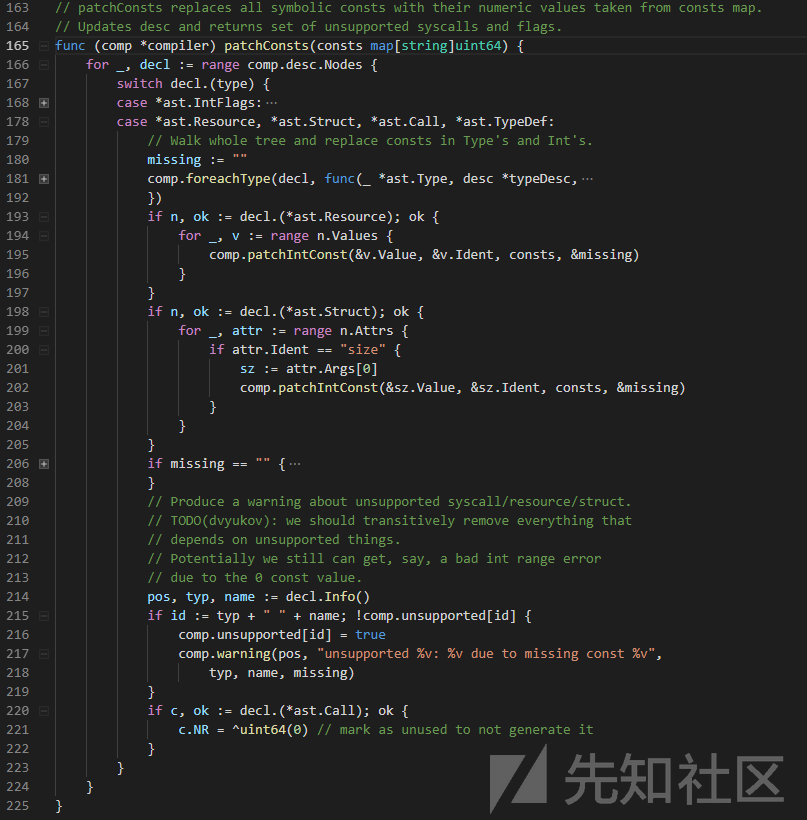 163 // patchConsts replaces all symbolic consts with their numeric values taken from consts map.
164 // Updates desc and returns set of unsupported syscalls and flags.
165 func (comp *compiler) patchConsts(consts map[string]uint64) {
166     for _, decl := range comp.desc.Nodes {
167         switch decl.(type) {
168         case *ast.IntFlags:···
178         case *ast.Resource, *ast.Struct, *ast.Call, *ast.TypeDef:
179             // Walk whole tree and replace consts in Type's and Int's.
180             missing := ""
181             comp.foreachType(decl, func(_ *ast.Type, desc *typeDesc,···
192             })
193             if n, ok := decl.(*ast.Resource); ok {
194                 for _, v := range n.Values {
195                     comp.patchIntConst(&v.Value, &v.Ident, consts, &missing)
196                 }
197             }
198             if n, ok := decl.(*ast.Struct); ok {
199                 for _, attr := range n.Attrs {
200                     if attr.Ident == "size" {
201                         sz := attr.Args[0]
202                         comp.patchIntConst(&sz.Value, &sz.Ident, consts, &missing)
203                     }
204                 }
205             }
206             if missing == "" {···
208             }
209             // Produce a warning about unsupported syscall/resource/struct.
210             // TODO(dvyukov): we should transitively remove everything that
211             // depends on unsupported things.
212             // Potentially we still can get, say, a bad int range error
213             // due to the 0 const value.
214             pos, typ, name := decl.Info()
215             if id := typ + " " + name; !comp.unsupported[id] {
216                 comp.unsupported[id] = true
217                 comp.warning(pos, "unsupported %v: %v due to missing const %v",
218                     typ, name, missing)
219             }
220             if c, ok := decl.(*ast.Call); ok {
221                 c.NR = ^uint64(0) // mark as unused to not generate it
222             }
223         }
224     }
225 }
先知社区